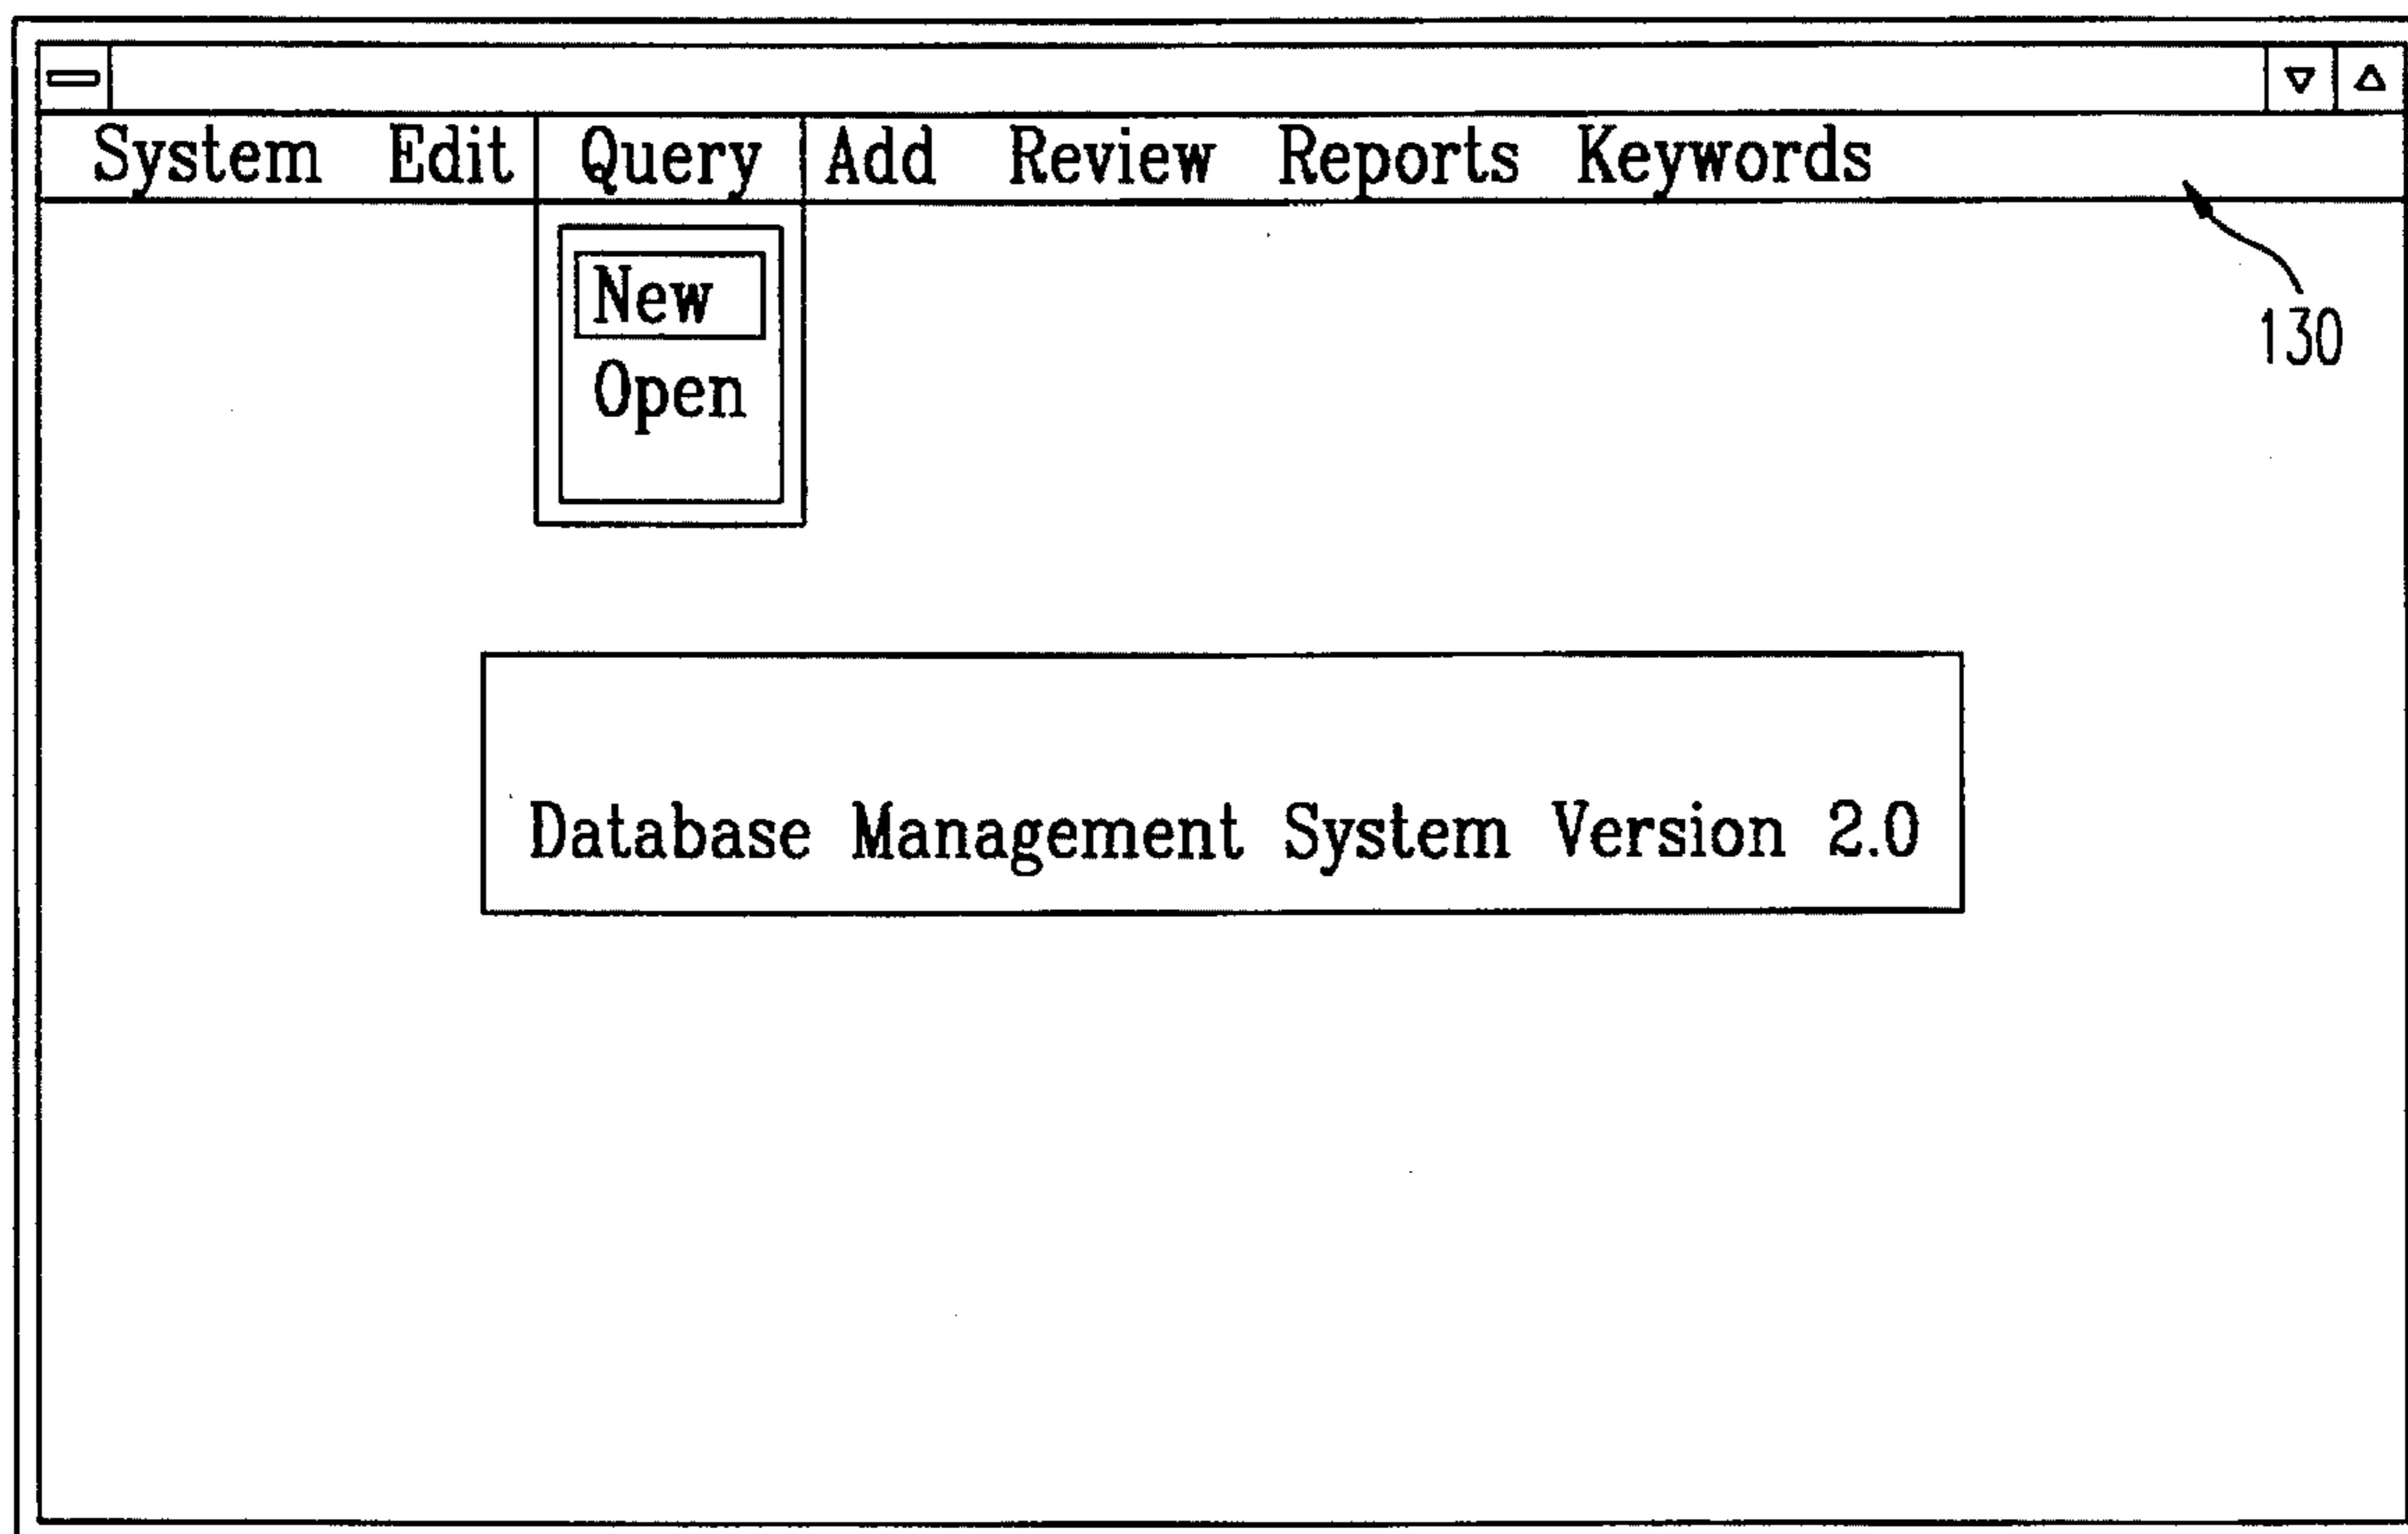 System Edit Query Add Review Reports Keywords
New
Open
130
Database Management System Version 2.0